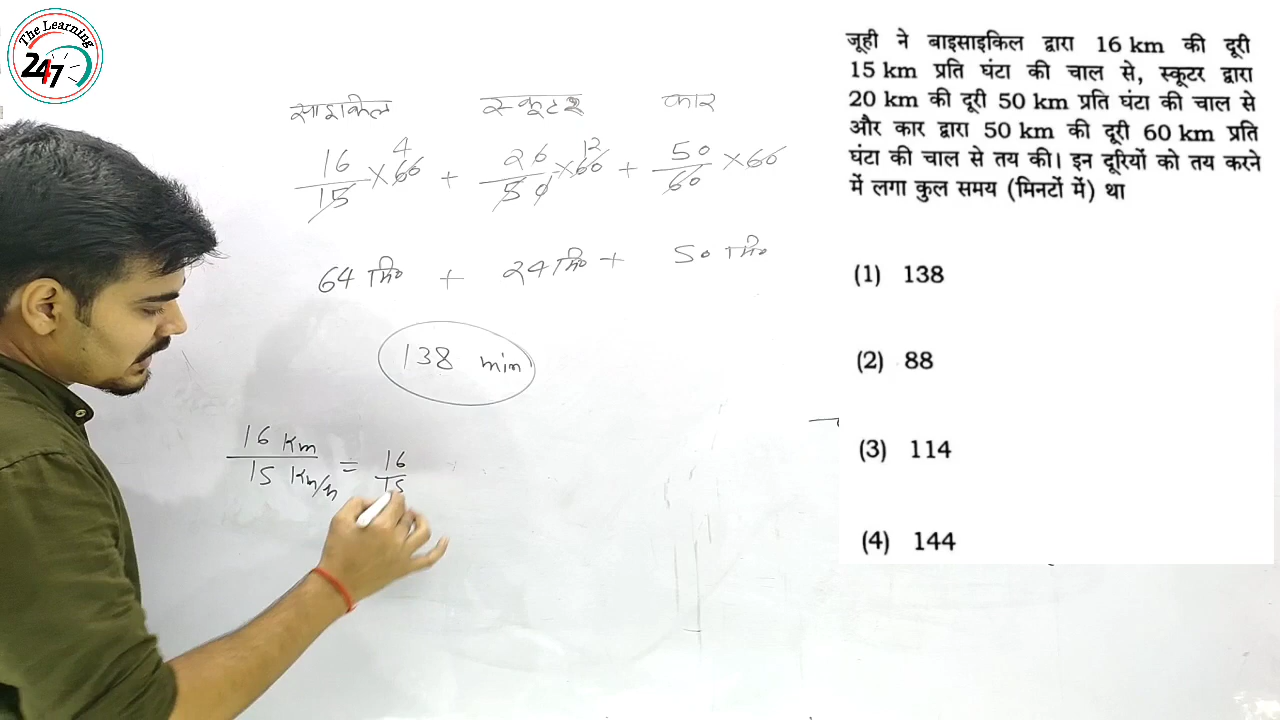 The Learning
247
साइकिल स्कूटर कार
16/15 × 60 4 + 20/50 × 60 12 + 50/60 × 60
64 मि० + 24 मि० + 50 मि०
138 min
16 Km / 15 Km/h = 16/15
जूही ने बाइसाइकिल द्वारा 16 km की दूरी
15 km प्रति घंटा की चाल से, स्कूटर द्वारा
20 km की दूरी 50 km प्रति घंटा की चाल से
और कार द्वारा 50 km की दूरी 60 km प्रति
घंटा की चाल से तय की। इन दूरियों को तय करने
में लगा कुल समय (मिनटों में) था
(1) 138
(2) 88
(3) 114
(4) 144